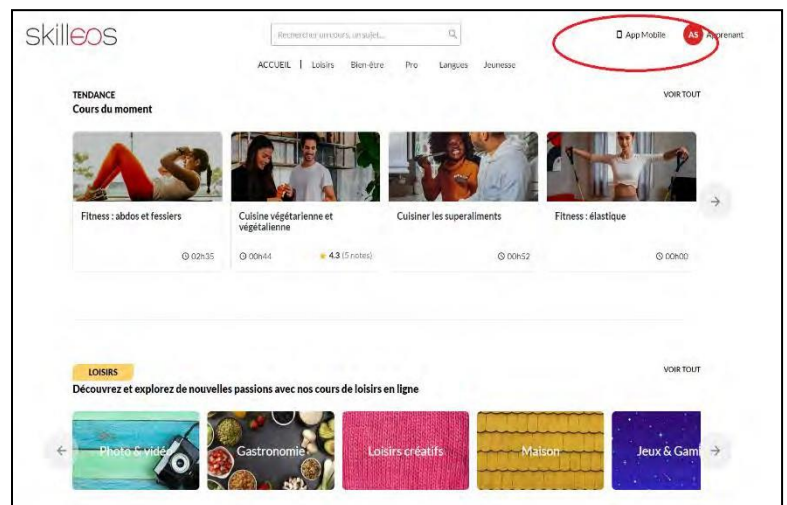 skilleos
Rechercher un cours, un sujet...
App Mobile
AS
Apprenant
ACCUEIL | Loisirs Bien-être Pro Langues Jeunesse
TENDANCE
VOIR TOUT
Cours du moment
Fitness : abdos et fessiers
02h35
Cuisine végétarienne et
végétalienne
00h44
4.3 (5 notes)
Cuisiner les superaliments
00h52
Fitness : élastique
00h00
LOISIRS
VOIR TOUT
Découvrez et explorez de nouvelles passions avec nos cours de loisirs en ligne
Photo & vidéo
Gastronomie
Loisirs créatifs
Maison
Jeux & Gami